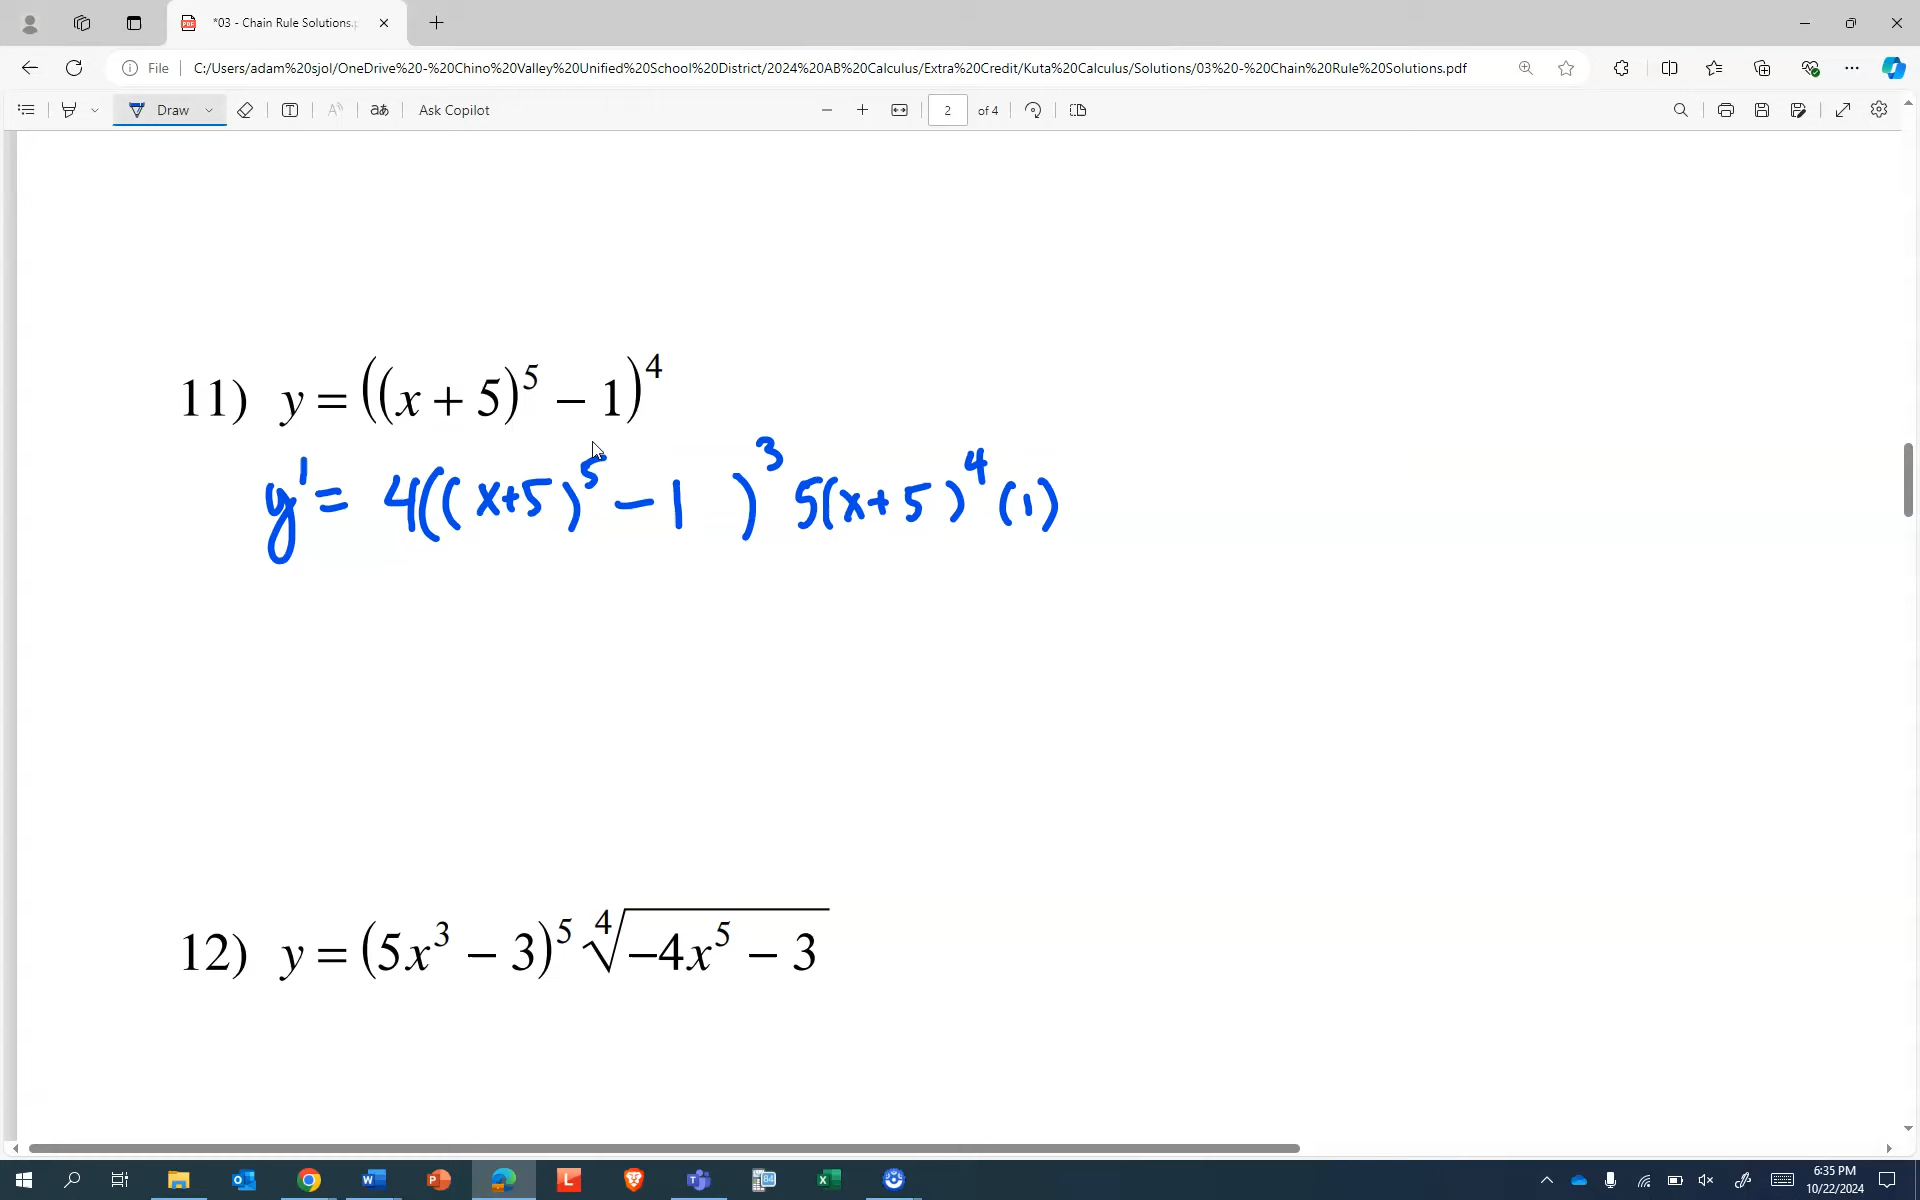 *03 - Chain Rule Solutions.p
File C:/Users/adam%20sjol/OneDrive%20-%20Chino%20Valley%20Unified%20School%20District/2024%20AB%20Calculus/Extra%20Credit/Kuta%20Calculus/Solutions/03%20-%20Chain%20Rule%20Solutions.pdf
Draw aあ Ask Copilot 2 of 4
11) y = ((x + 5)^5 − 1)^4
y' = 4((x+5)^5 − 1 )^3 5(x+5)^4 (1)
12) y = (5x^3 − 3)^5 ∜(−4x^5 − 3)
6:35 PM
10/22/2024